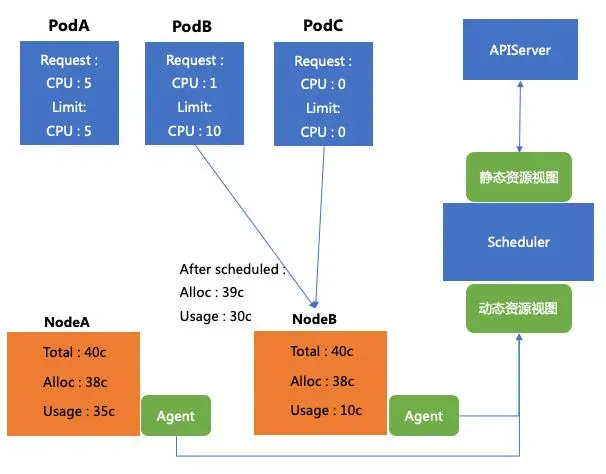 PodA
PodB
PodC
Request :
CPU : 5
Limit:
CPU : 5
Request :
CPU : 1
Limit:
CPU : 10
Request :
CPU : 0
Limit:
CPU : 0
APIServer
静态资源视图
Scheduler
动态资源视图
After scheduled :
Alloc : 39c
Usage : 30c
NodeA
Total : 40c
Alloc : 38c
Usage : 35c
Agent
NodeB
Total : 40c
Alloc : 38c
Usage : 10c
Agent